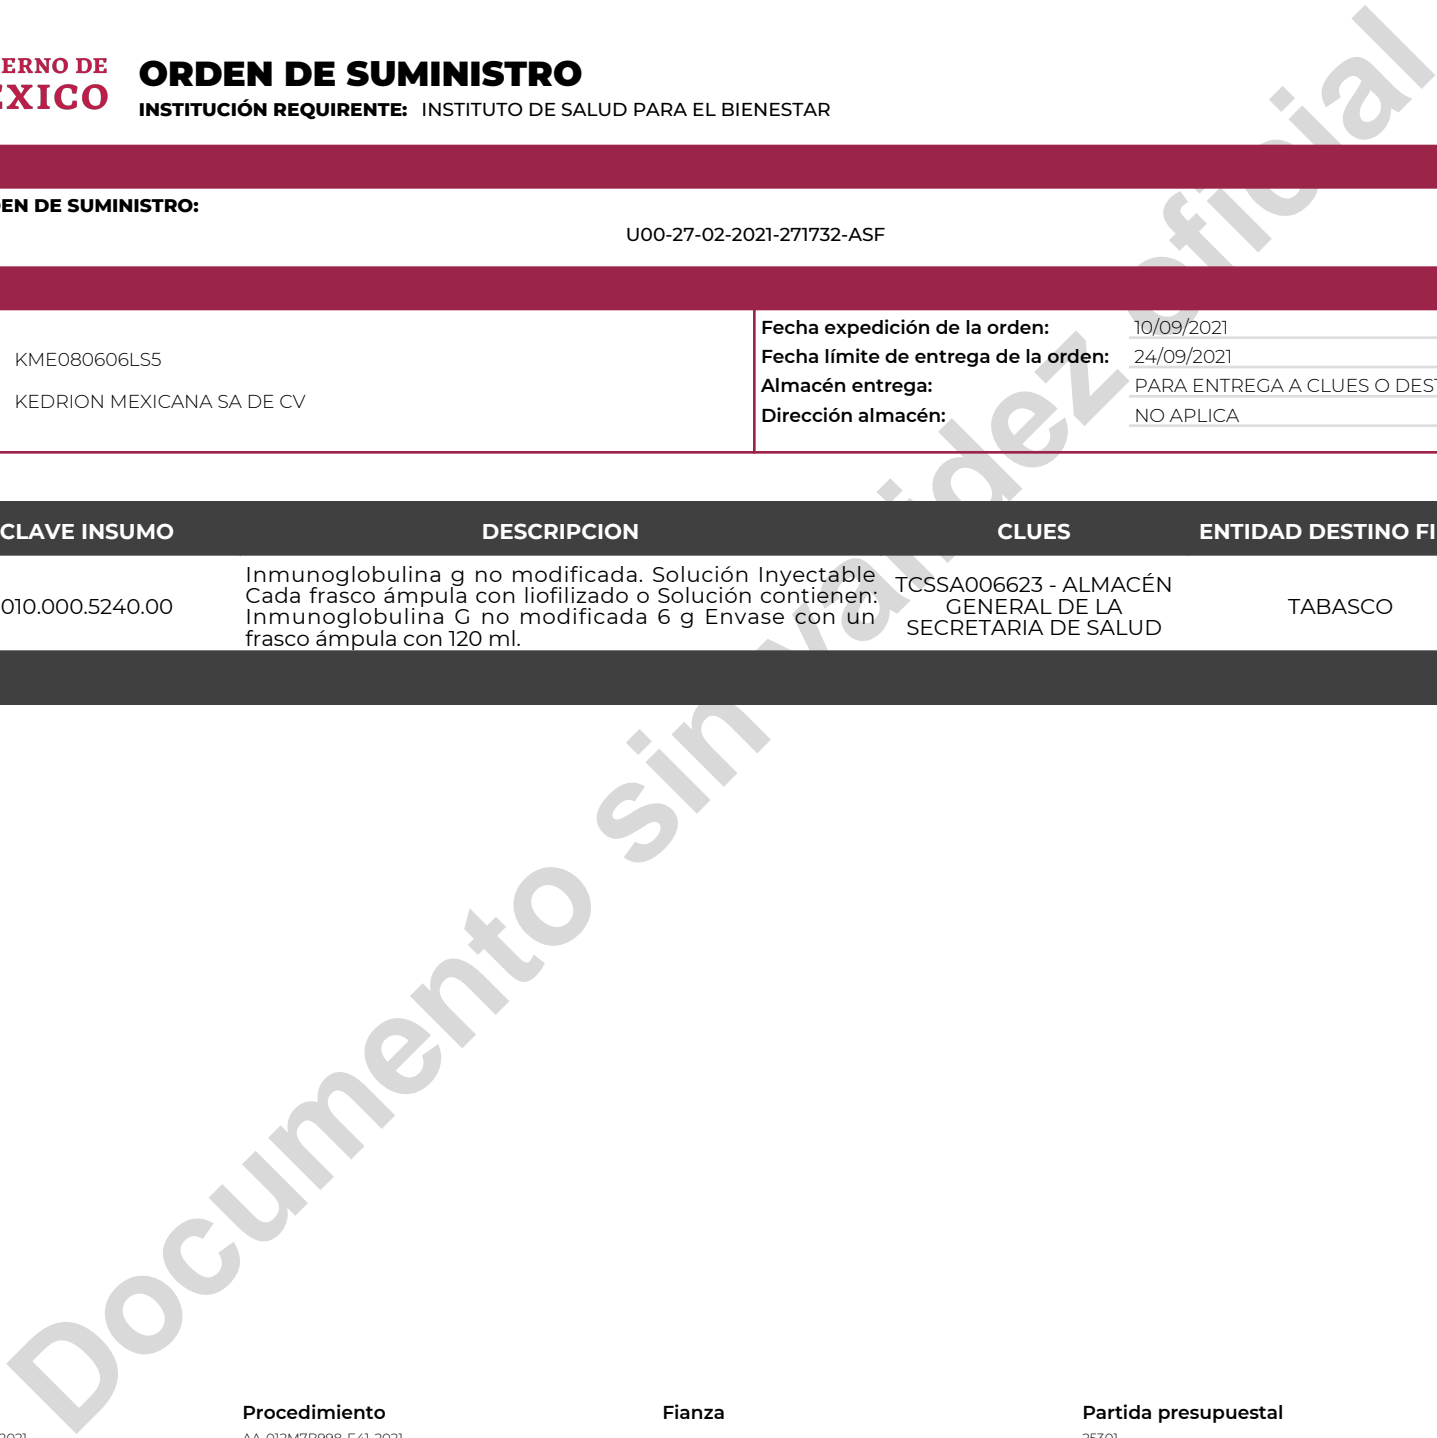 ERNO DE
ORDEN DE SUMINISTRO
INSTITUCIÓN REQUIRENTE: INSTITUTO DE SALUD PARA EL BIENESTAR
EXICO
EN DE SUMINISTRO:
U00-27-02-2021-271732-ASF
KME080606LS5
KEDRION MEXICANA SA DE CV
Fecha expedición de la orden: 10/09/2021
Fecha límite de entrega de la orden: 24/09/2021
Almacén entrega: PARA ENTREGA A CLUES O DEST
Dirección almacén: NO APLICA
CLAVE INSUMO DESCRIPCION CLUES ENTIDAD DESTINO FI
010.000.5240.00
Inmunoglobulina g no modificada. Solución Inyectable
Cada frasco ámpula con liofilizado o Solución contienen:
Inmunoglobulina G no modificada 6 g Envase con un
frasco ámpula con 120 ml.
TCSSA006623 - ALMACÉN
GENERAL DE LA
SECRETARIA DE SALUD
TABASCO
Documento sin validez oficial
Procedimiento Fianza Partida presupuestal